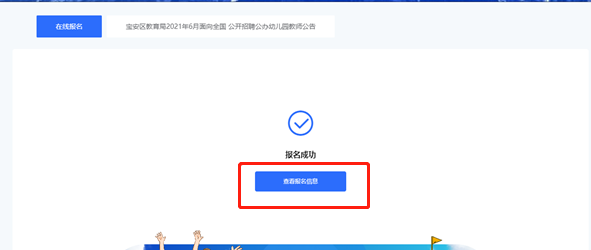 在线报名
宝安区教育局2021年6月面向全国 公开招聘公办幼儿园教师公告
报名成功
查看报名信息